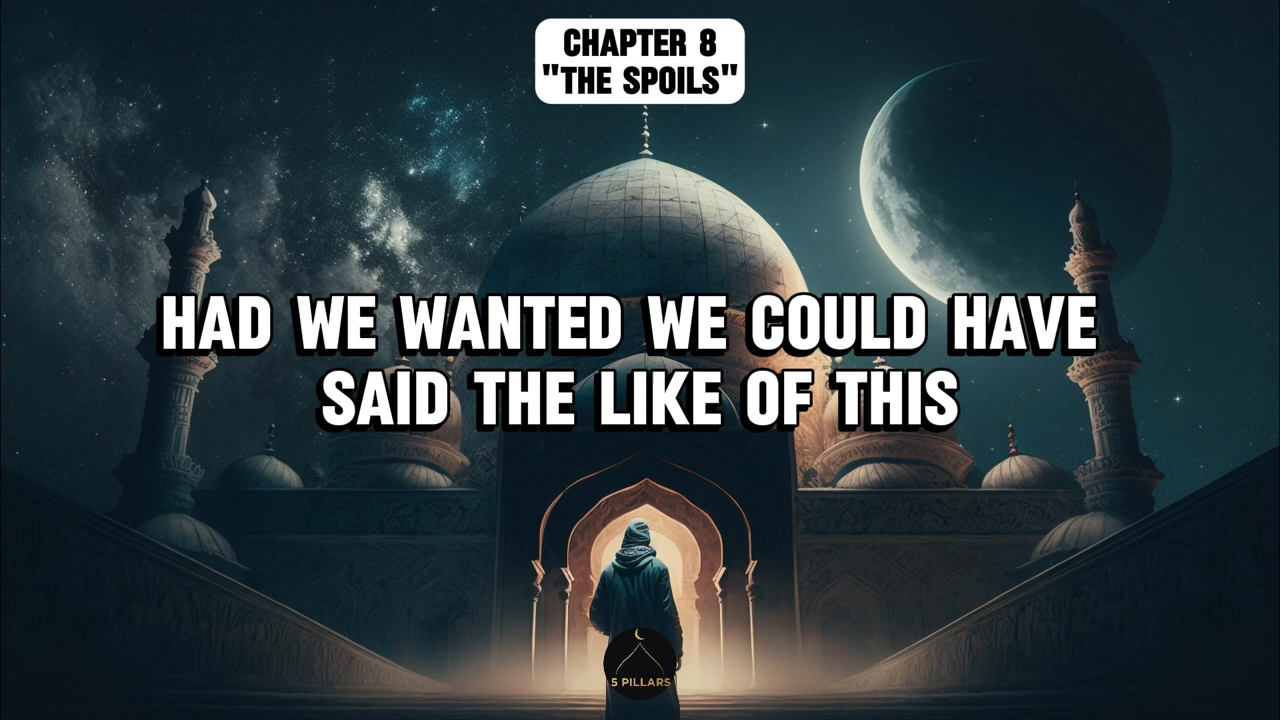 CHAPTER 8
"THE SPOILS"
HAD WE WANTED WE COULD HAVE
SAID THE LIKE OF THIS
5 PILLARS